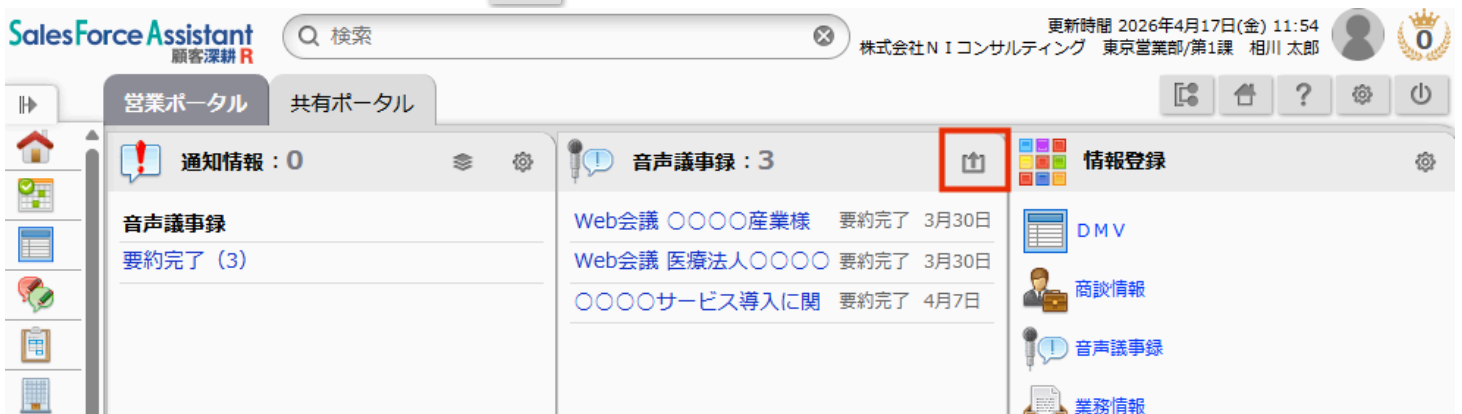 SalesForce Assistant
顧客深耕 R
検索
更新時間 2026年4月17日(金) 11:54
株式会社ＮＩコンサルティング 東京営業部/第1課 相川 太郎
0
営業ポータル
共有ポータル
?
通知情報：0
音声議事録
要約完了（3）
音声議事録：3
Web会議 〇〇〇〇産業様 要約完了 3月30日
Web会議 医療法人〇〇〇〇 要約完了 3月30日
〇〇〇〇サービス導入に関 要約完了 4月7日
情報登録
ＤＭＶ
商談情報
音声議事録
業務情報